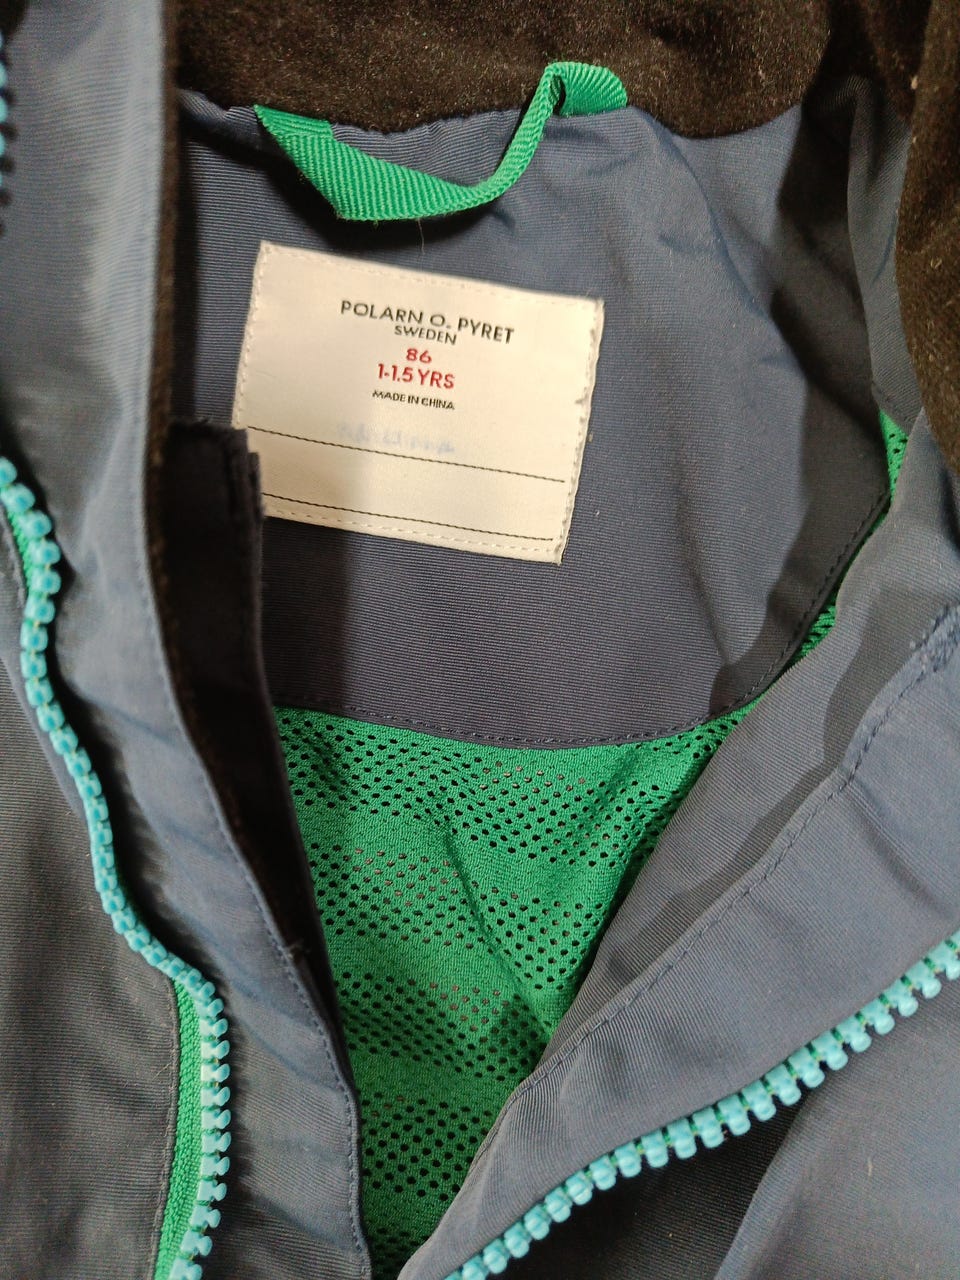 POLARN O. PYRET
SWEDEN
86
1-1.5 YRS
MADE IN CHINA